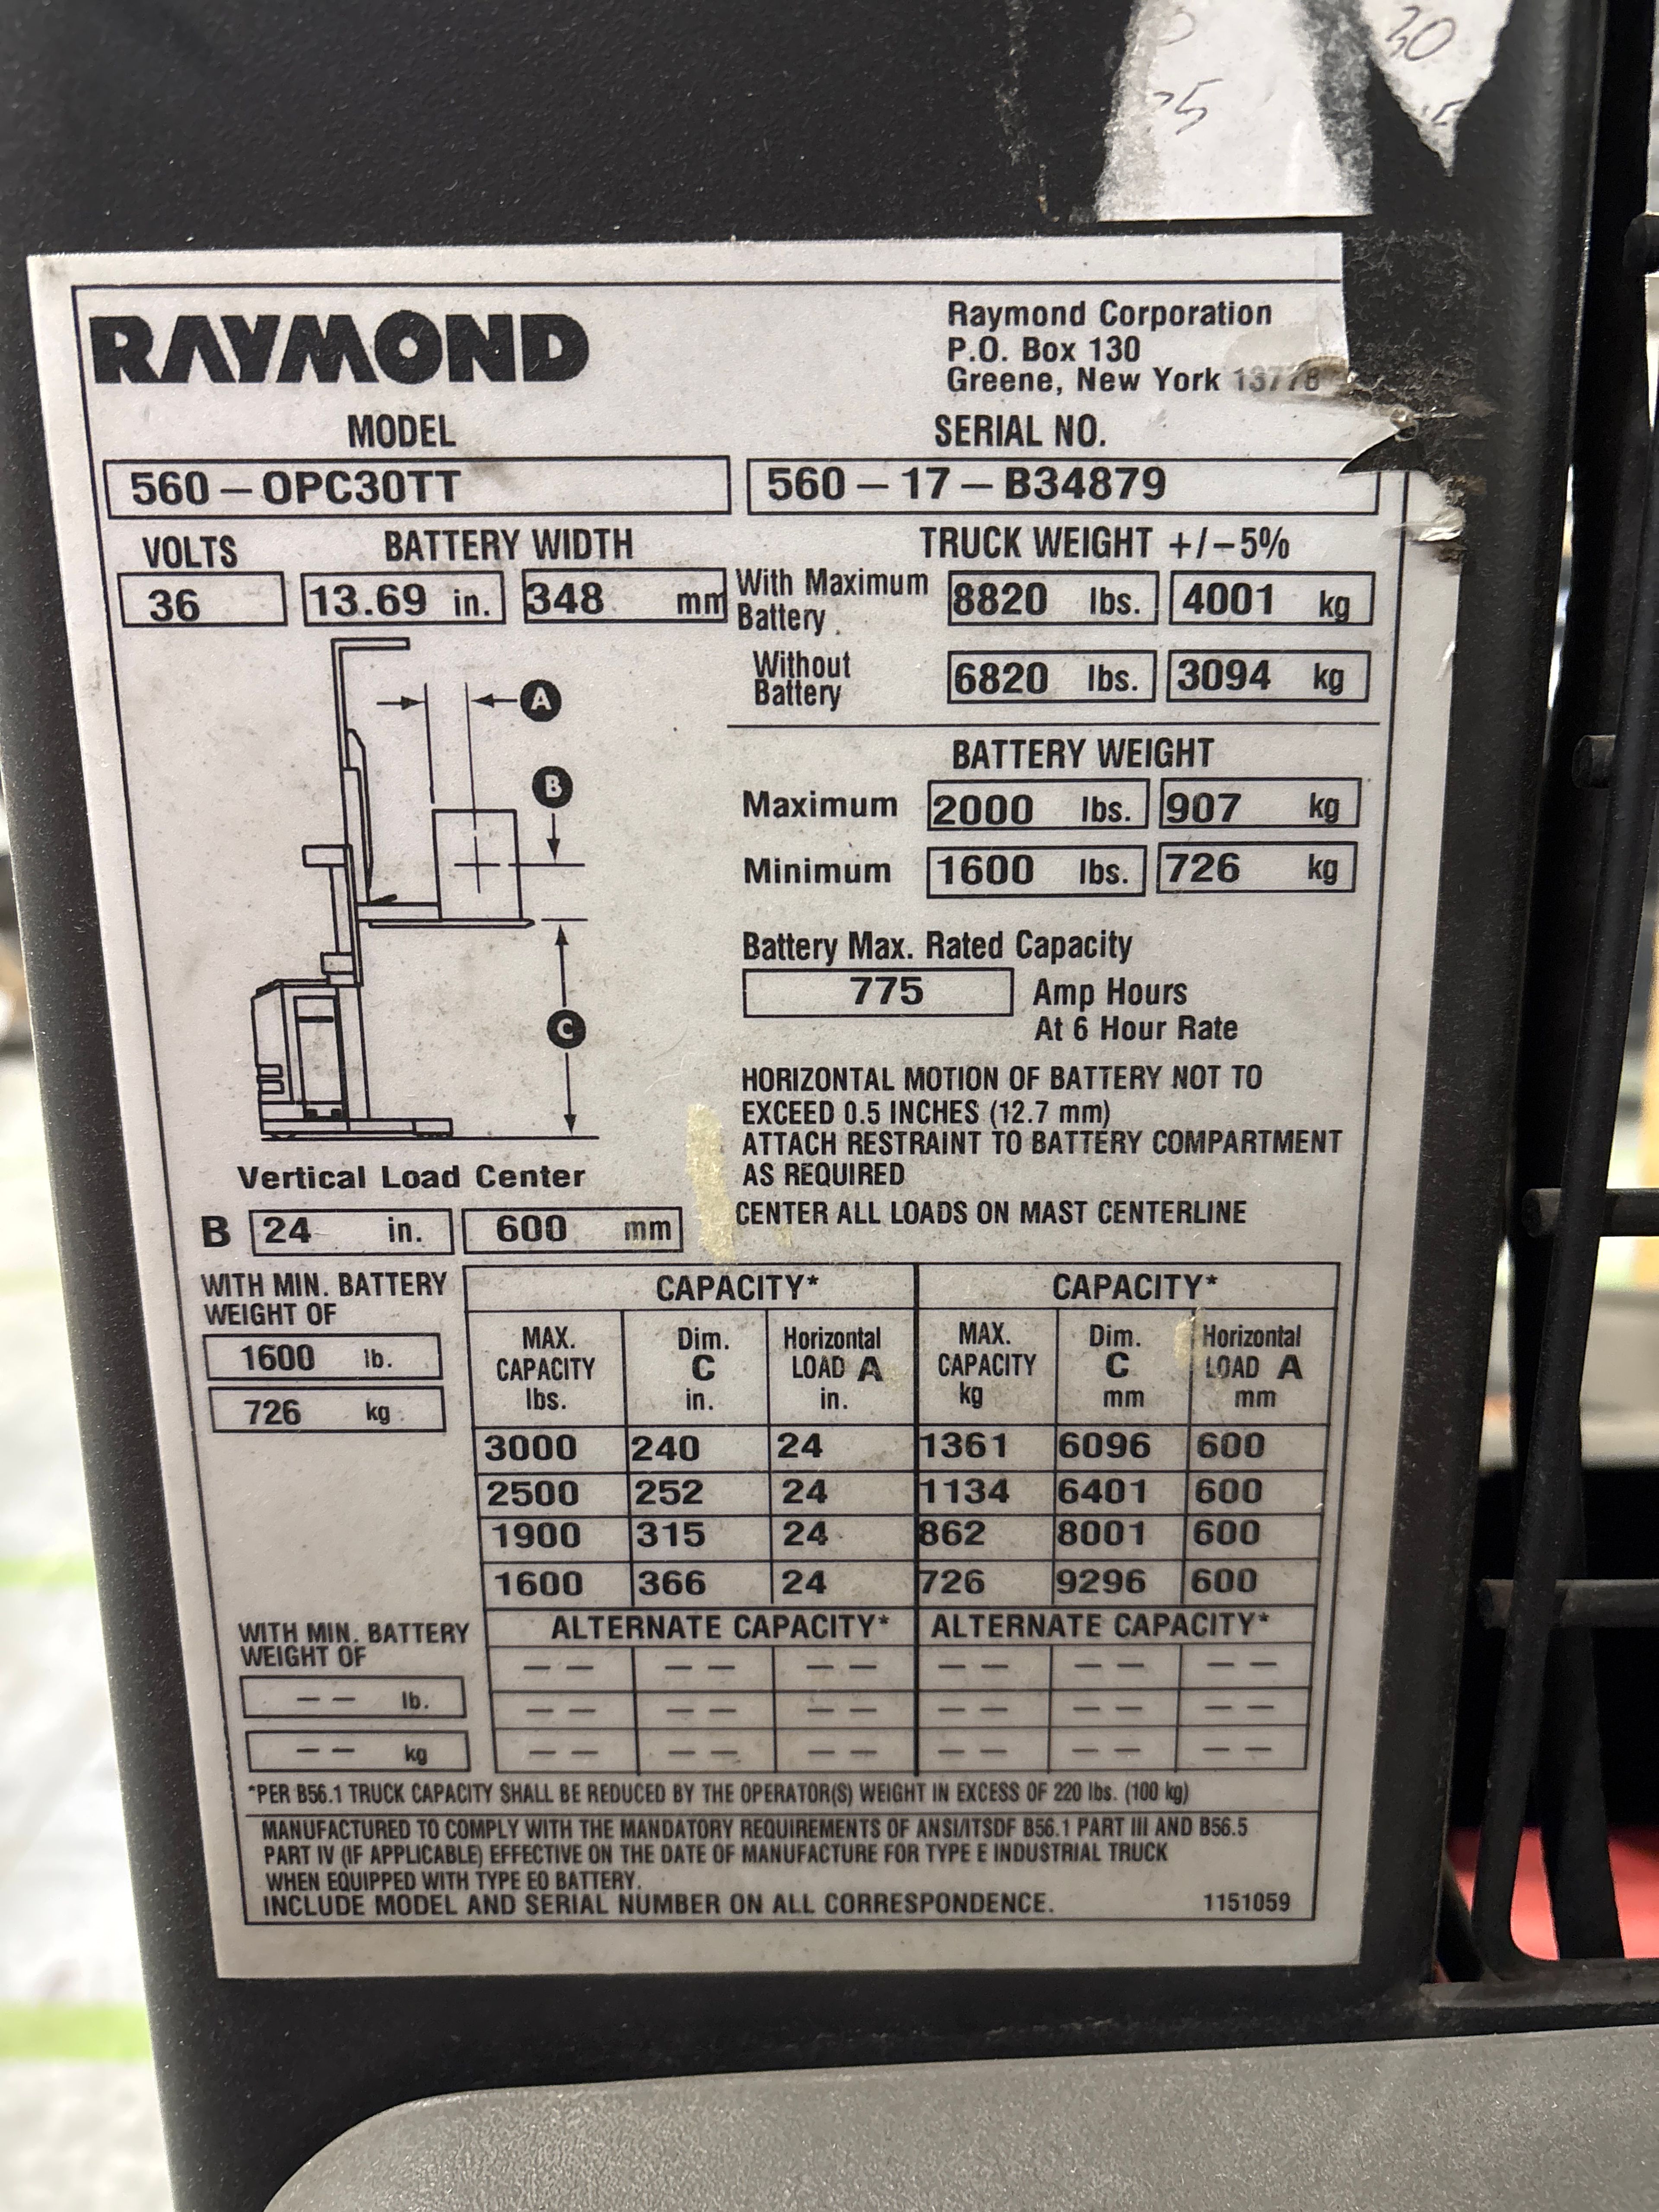 30
25
RAYMOND
Raymond Corporation
P.O. Box 130
Greene, New York 13778
MODEL
SERIAL NO.
560-OPC30TT
560-17-B34879
VOLTS
BATTERY WIDTH
TRUCK WEIGHT +/-5%
36
13.69 in.
348 mm
With Maximum
Battery
8820 lbs.
4001 kg
Without
Battery
6820 lbs.
3094 kg
A
B
C
BATTERY WEIGHT
Maximum
2000 lbs.
907 kg
Minimum
1600 lbs.
726 kg
Battery Max. Rated Capacity
775
Amp Hours
At 6 Hour Rate
HORIZONTAL MOTION OF BATTERY NOT TO
EXCEED 0.5 INCHES (12.7 mm)
ATTACH RESTRAINT TO BATTERY COMPARTMENT
AS REQUIRED
CENTER ALL LOADS ON MAST CENTERLINE
Vertical Load Center
B 24 in. 600 mm
WITH MIN. BATTERY
WEIGHT OF
1600 lb.
726 kg
CAPACITY* CAPACITY*
MAX. CAPACITY lbs. Dim. C in. Horizontal LOAD A in. MAX. CAPACITY kg Dim. C mm Horizontal LOAD A mm
3000 240 24 1361 6096 600
2500 252 24 1134 6401 600
1900 315 24 862 8001 600
1600 366 24 726 9296 600
WITH MIN. BATTERY
WEIGHT OF
-- lb.
-- kg
ALTERNATE CAPACITY* ALTERNATE CAPACITY*
-- -- -- -- -- --
-- -- -- -- -- --
-- -- -- -- -- --
*PER B56.1 TRUCK CAPACITY SHALL BE REDUCED BY THE OPERATOR(S) WEIGHT IN EXCESS OF 220 lbs. (100 kg)
MANUFACTURED TO COMPLY WITH THE MANDATORY REQUIREMENTS OF ANSI/ITSDF B56.1 PART III AND B56.5
PART IV (IF APPLICABLE) EFFECTIVE ON THE DATE OF MANUFACTURE FOR TYPE E INDUSTRIAL TRUCK
WHEN EQUIPPED WITH TYPE EO BATTERY.
INCLUDE MODEL AND SERIAL NUMBER ON ALL CORRESPONDENCE. 1151059